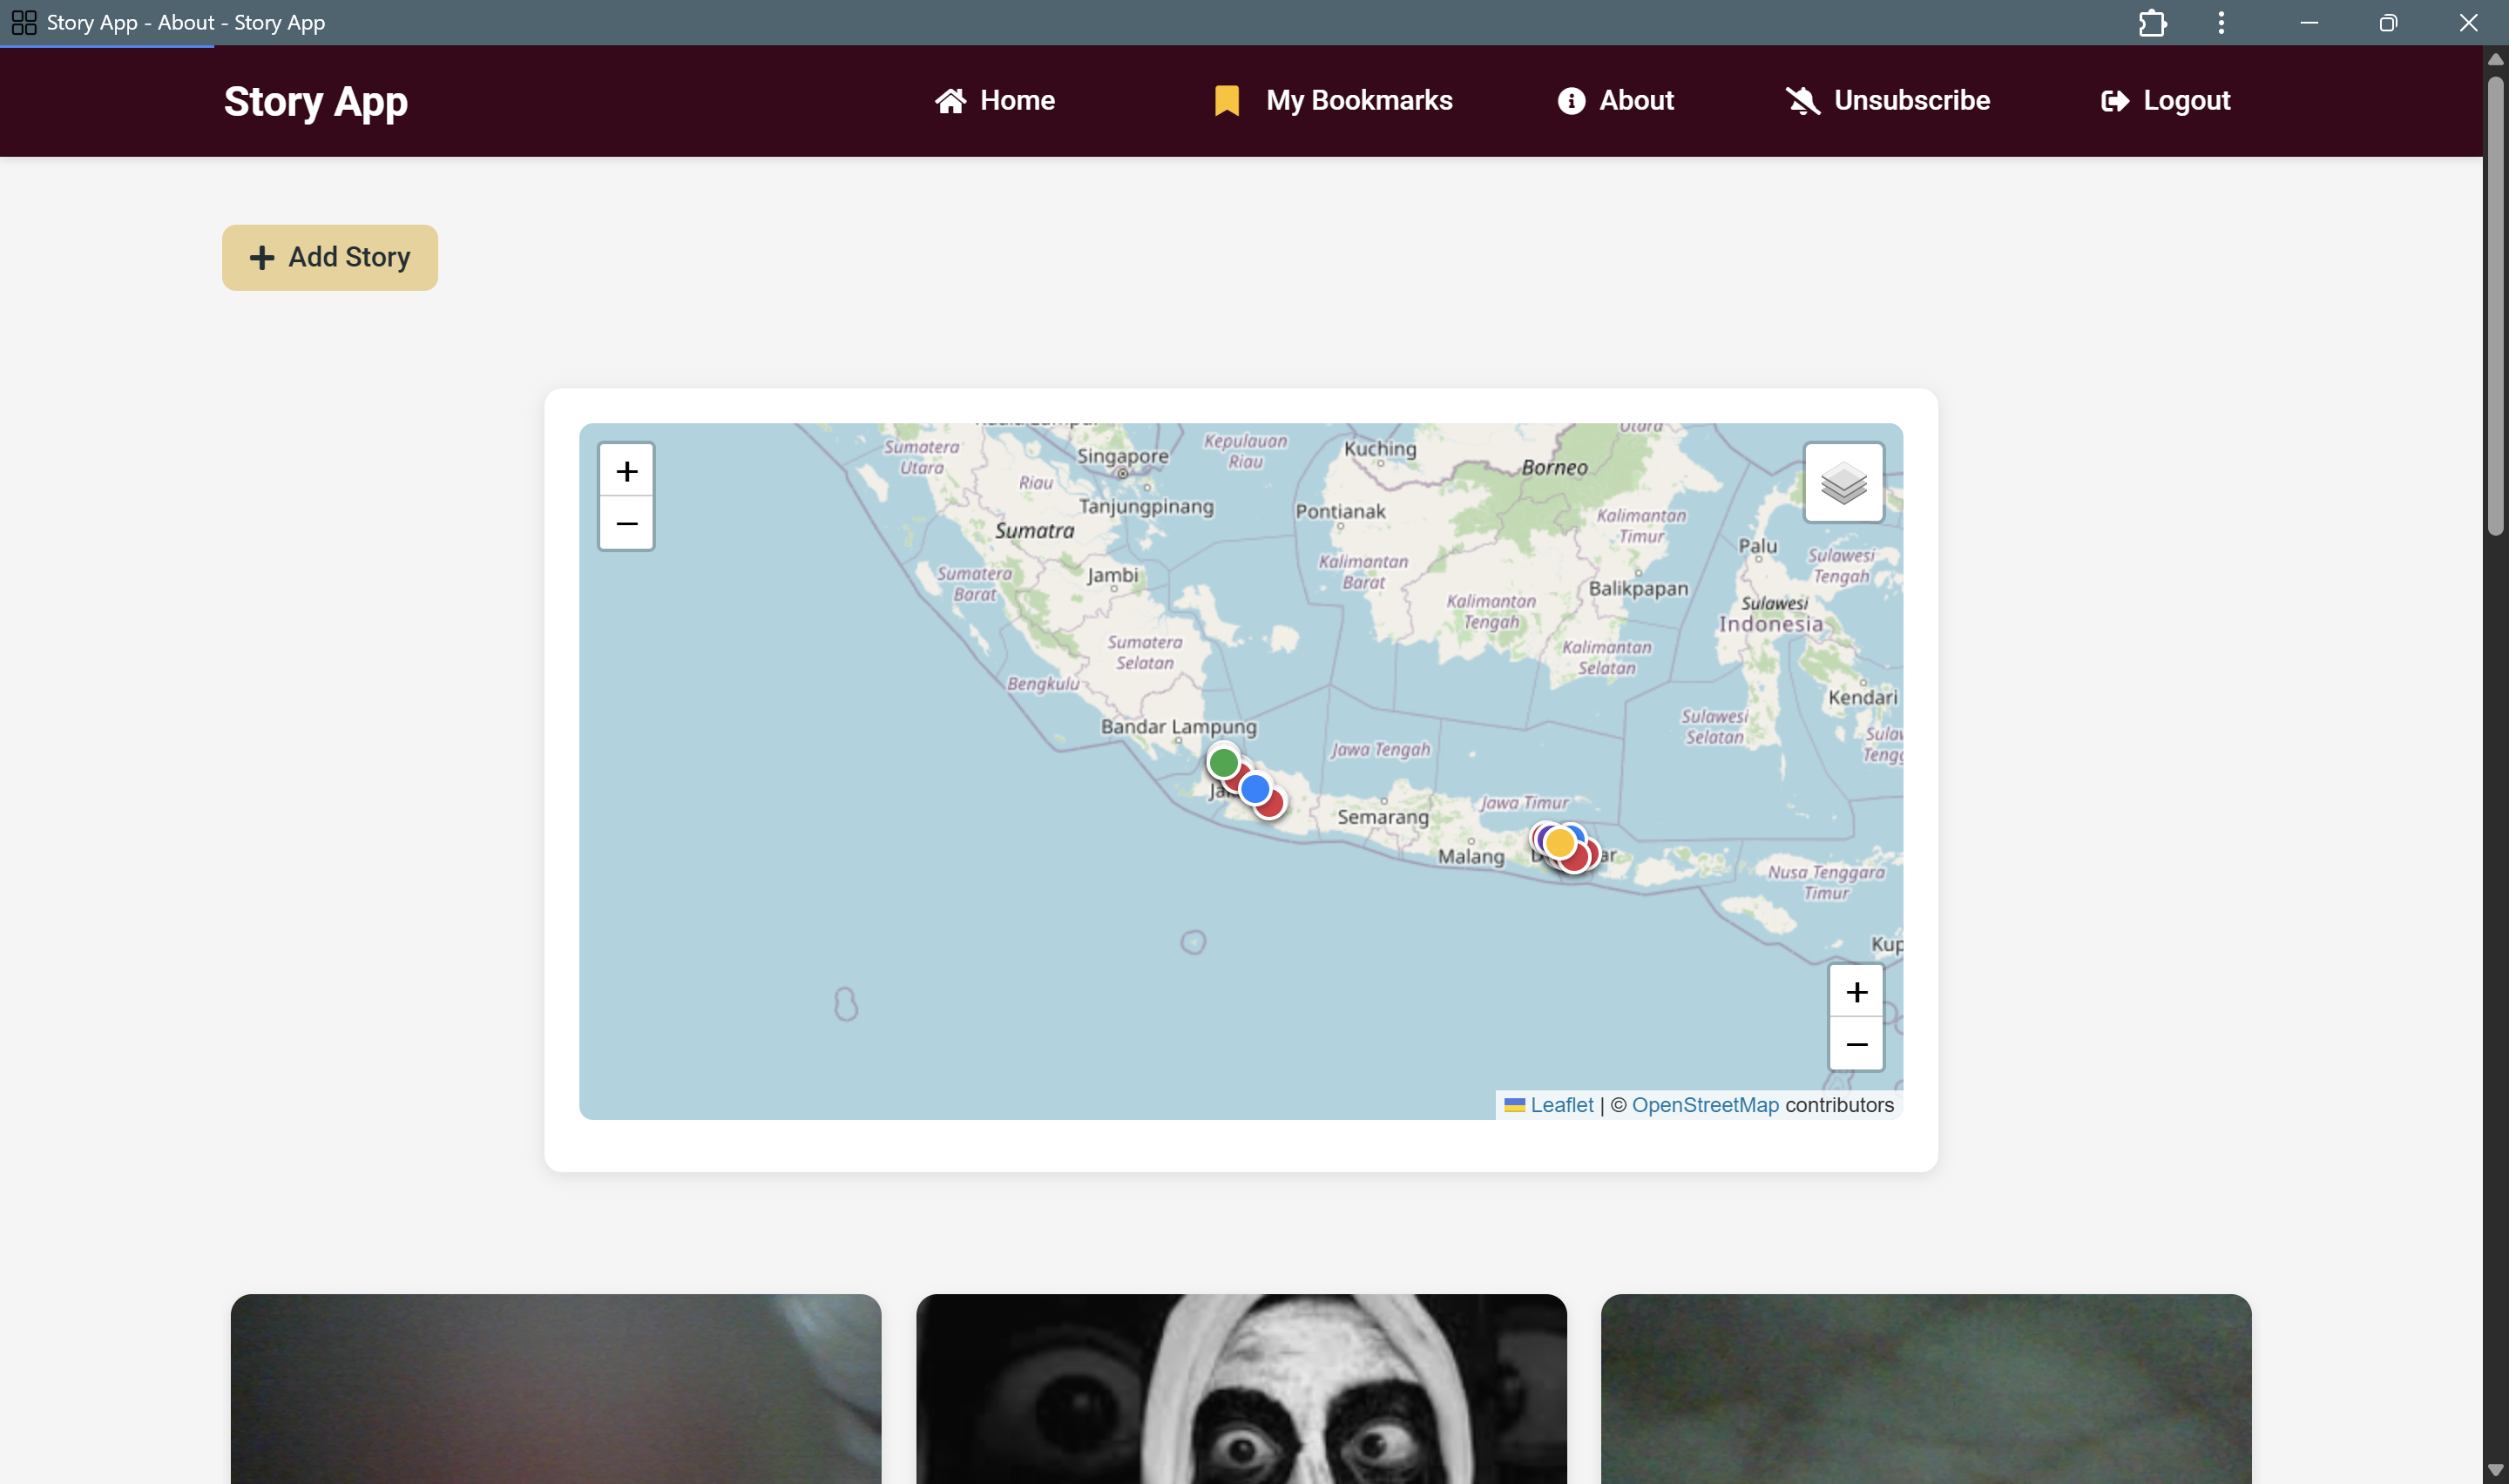 Story App - About - Story App
Story App
Home
My Bookmarks
About
Unsubscribe
Logout
+ Add Story
+
−
Utara
Sumatera
Utara
Singapore
Kepulauan
Riau
Kuching
Borneo
Riau
Tanjungpinang
Pontianak
Sumatra
Kalimantan
Timur
Palu
Sulawesi
Tengah
Kalimantan
Barat
Sumatera
Barat
Jambi
Balikpapan
Kalimantan
Tengah
Sulawesi
Indonesia
Sumatera
Selatan
Kalimantan
Selatan
Bengkulu
Kendari
Bandar Lampung
Sulawesi
Selatan
Jawa Tengah
Semarang
Jawa Timur
Malang
Nusa Tenggara
Timur
+
−
Leaflet | © OpenStreetMap contributors